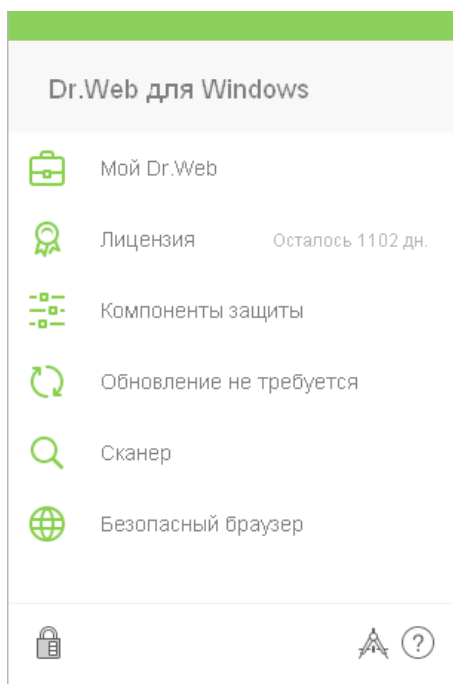 Dr.Web для Windows
Мой Dr.Web
Лицензия Осталось 1102 дн.
Компоненты защиты
Обновление не требуется
Сканер
Безопасный браузер
?